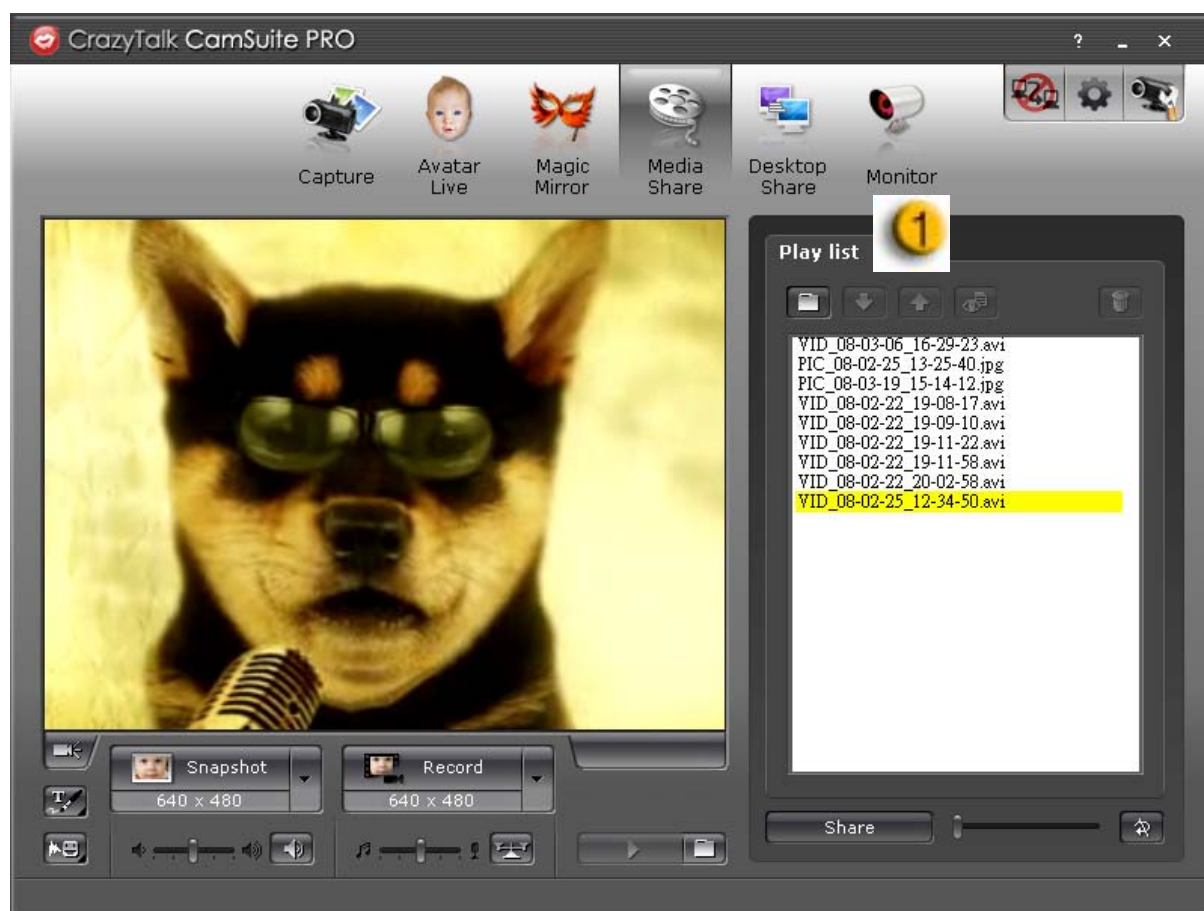 CrazyTalk CamSuite PRO
?
Capture
Avatar
Live
Magic
Mirror
Media
Share
Desktop
Share
Monitor
1
Play list
VID_08-03-06_16-29-23.avi
PIC_08-02-25_13-25-40.jpg
PIC_08-03-19_15-14-12.jpg
VID_08-02-22_19-08-17.avi
VID_08-02-22_19-09-10.avi
VID_08-02-22_19-11-22.avi
VID_08-02-22_19-11-58.avi
VID_08-02-22_20-02-58.avi
VID_08-02-25_12-34-50.avi
Snapshot
640 x 480
Record
640 x 480
T
Share